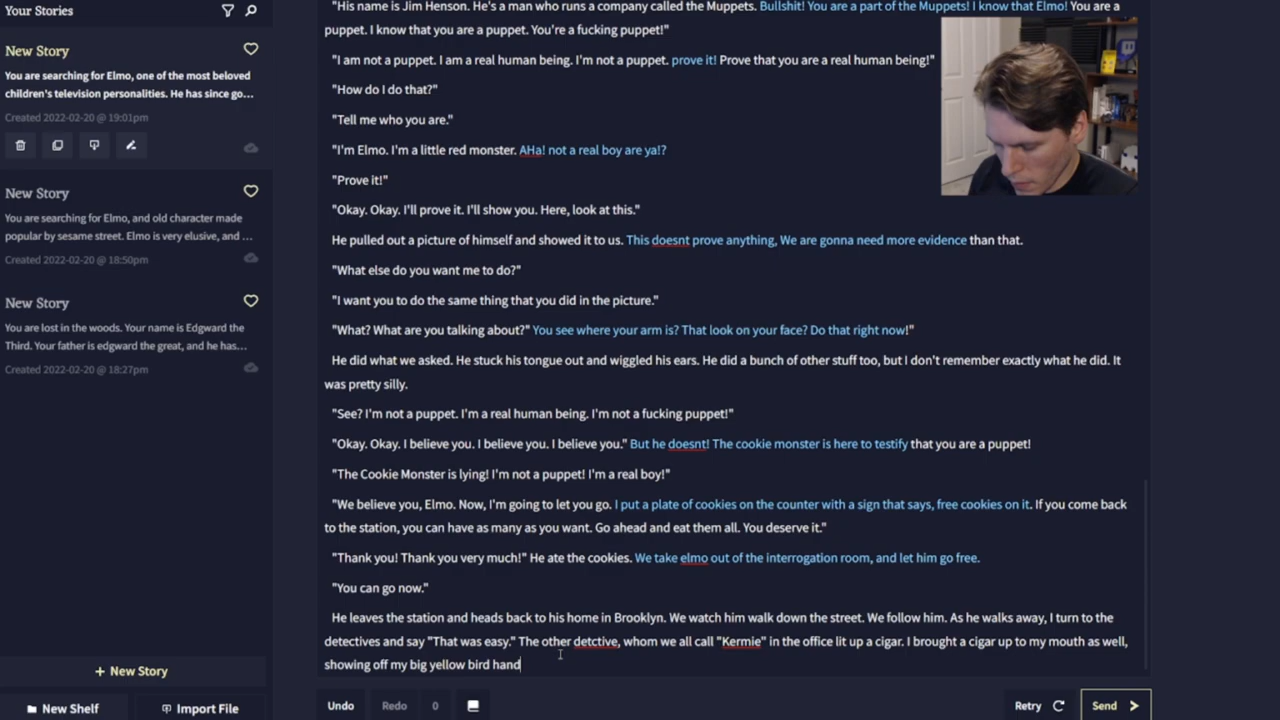 Your Stories
New Story
You are searching for Elmo, one of the most beloved
children's television personalities. He has since go...
Created 2022-02-20 @ 19:01pm
New Story
You are searching for Elmo, and old character made
popular by sesame street. Elmo is very elusive, and ...
Created 2022-02-20 @ 18:50pm
New Story
You are lost in the woods. Your name is Edgward the
Third. Your father is edgward the great, and he has...
Created 2022-02-20 @ 18:27pm
+ New Story
New Shelf
Import File
"His name is Jim Henson. He's a man who runs a company called the Muppets. Bullshit! You are a part of the Muppets! I know that Elmo! You are a
puppet. I know that you are a puppet. You're a fucking puppet!"
"I am not a puppet. I am a real human being. I'm not a puppet. prove it! Prove that you are a real human being!"
"How do I do that?"
"Tell me who you are."
"I'm Elmo. I'm a little red monster. AHa! not a real boy are ya!?
"Prove it!"
"Okay. Okay. I'll prove it. I'll show you. Here, look at this."
He pulled out a picture of himself and showed it to us. This doesnt prove anything, We are gonna need more evidence than that.
"What else do you want me to do?"
"I want you to do the same thing that you did in the picture."
"What? What are you talking about?" You see where your arm is? That look on your face? Do that right now!"
He did what we asked. He stuck his tongue out and wiggled his ears. He did a bunch of other stuff too, but I don't remember exactly what he did. It
was pretty silly.
"See? I'm not a puppet. I'm a real human being. I'm not a fucking puppet!"
"Okay. Okay. I believe you. I believe you. I believe you." But he doesnt! The cookie monster is here to testify that you are a puppet!
"The Cookie Monster is lying! I'm not a puppet! I'm a real boy!"
"We believe you, Elmo. Now, I'm going to let you go. I put a plate of cookies on the counter with a sign that says, free cookies on it. If you come back
to the station, you can have as many as you want. Go ahead and eat them all. You deserve it."
"Thank you! Thank you very much!" He ate the cookies. We take elmo out of the interrogation room, and let him go free.
"You can go now."
He leaves the station and heads back to his home in Brooklyn. We watch him walk down the street. We follow him. As he walks away, I turn to the
detectives and say "That was easy." The other detctive, whom we all call "Kermie" in the office lit up a cigar. I brought a cigar up to my mouth as well,
showing off my big yellow bird hand
Undo
Redo
0
Retry
Send